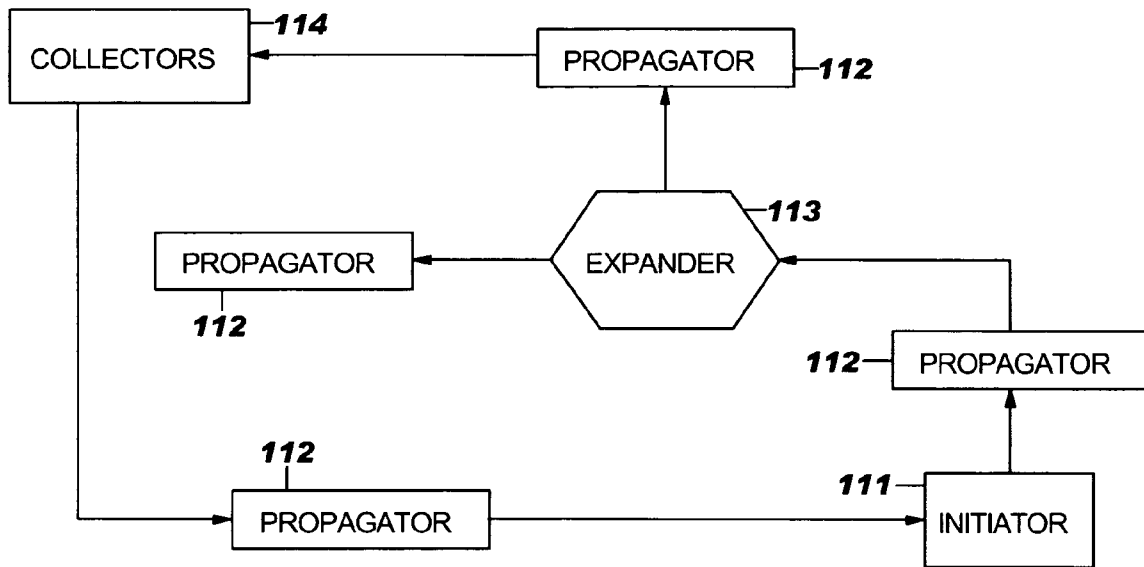 114
COLLECTORS
PROPAGATOR
112
113
PROPAGATOR
EXPANDER
112
112
PROPAGATOR
112
111
PROPAGATOR
INITIATOR